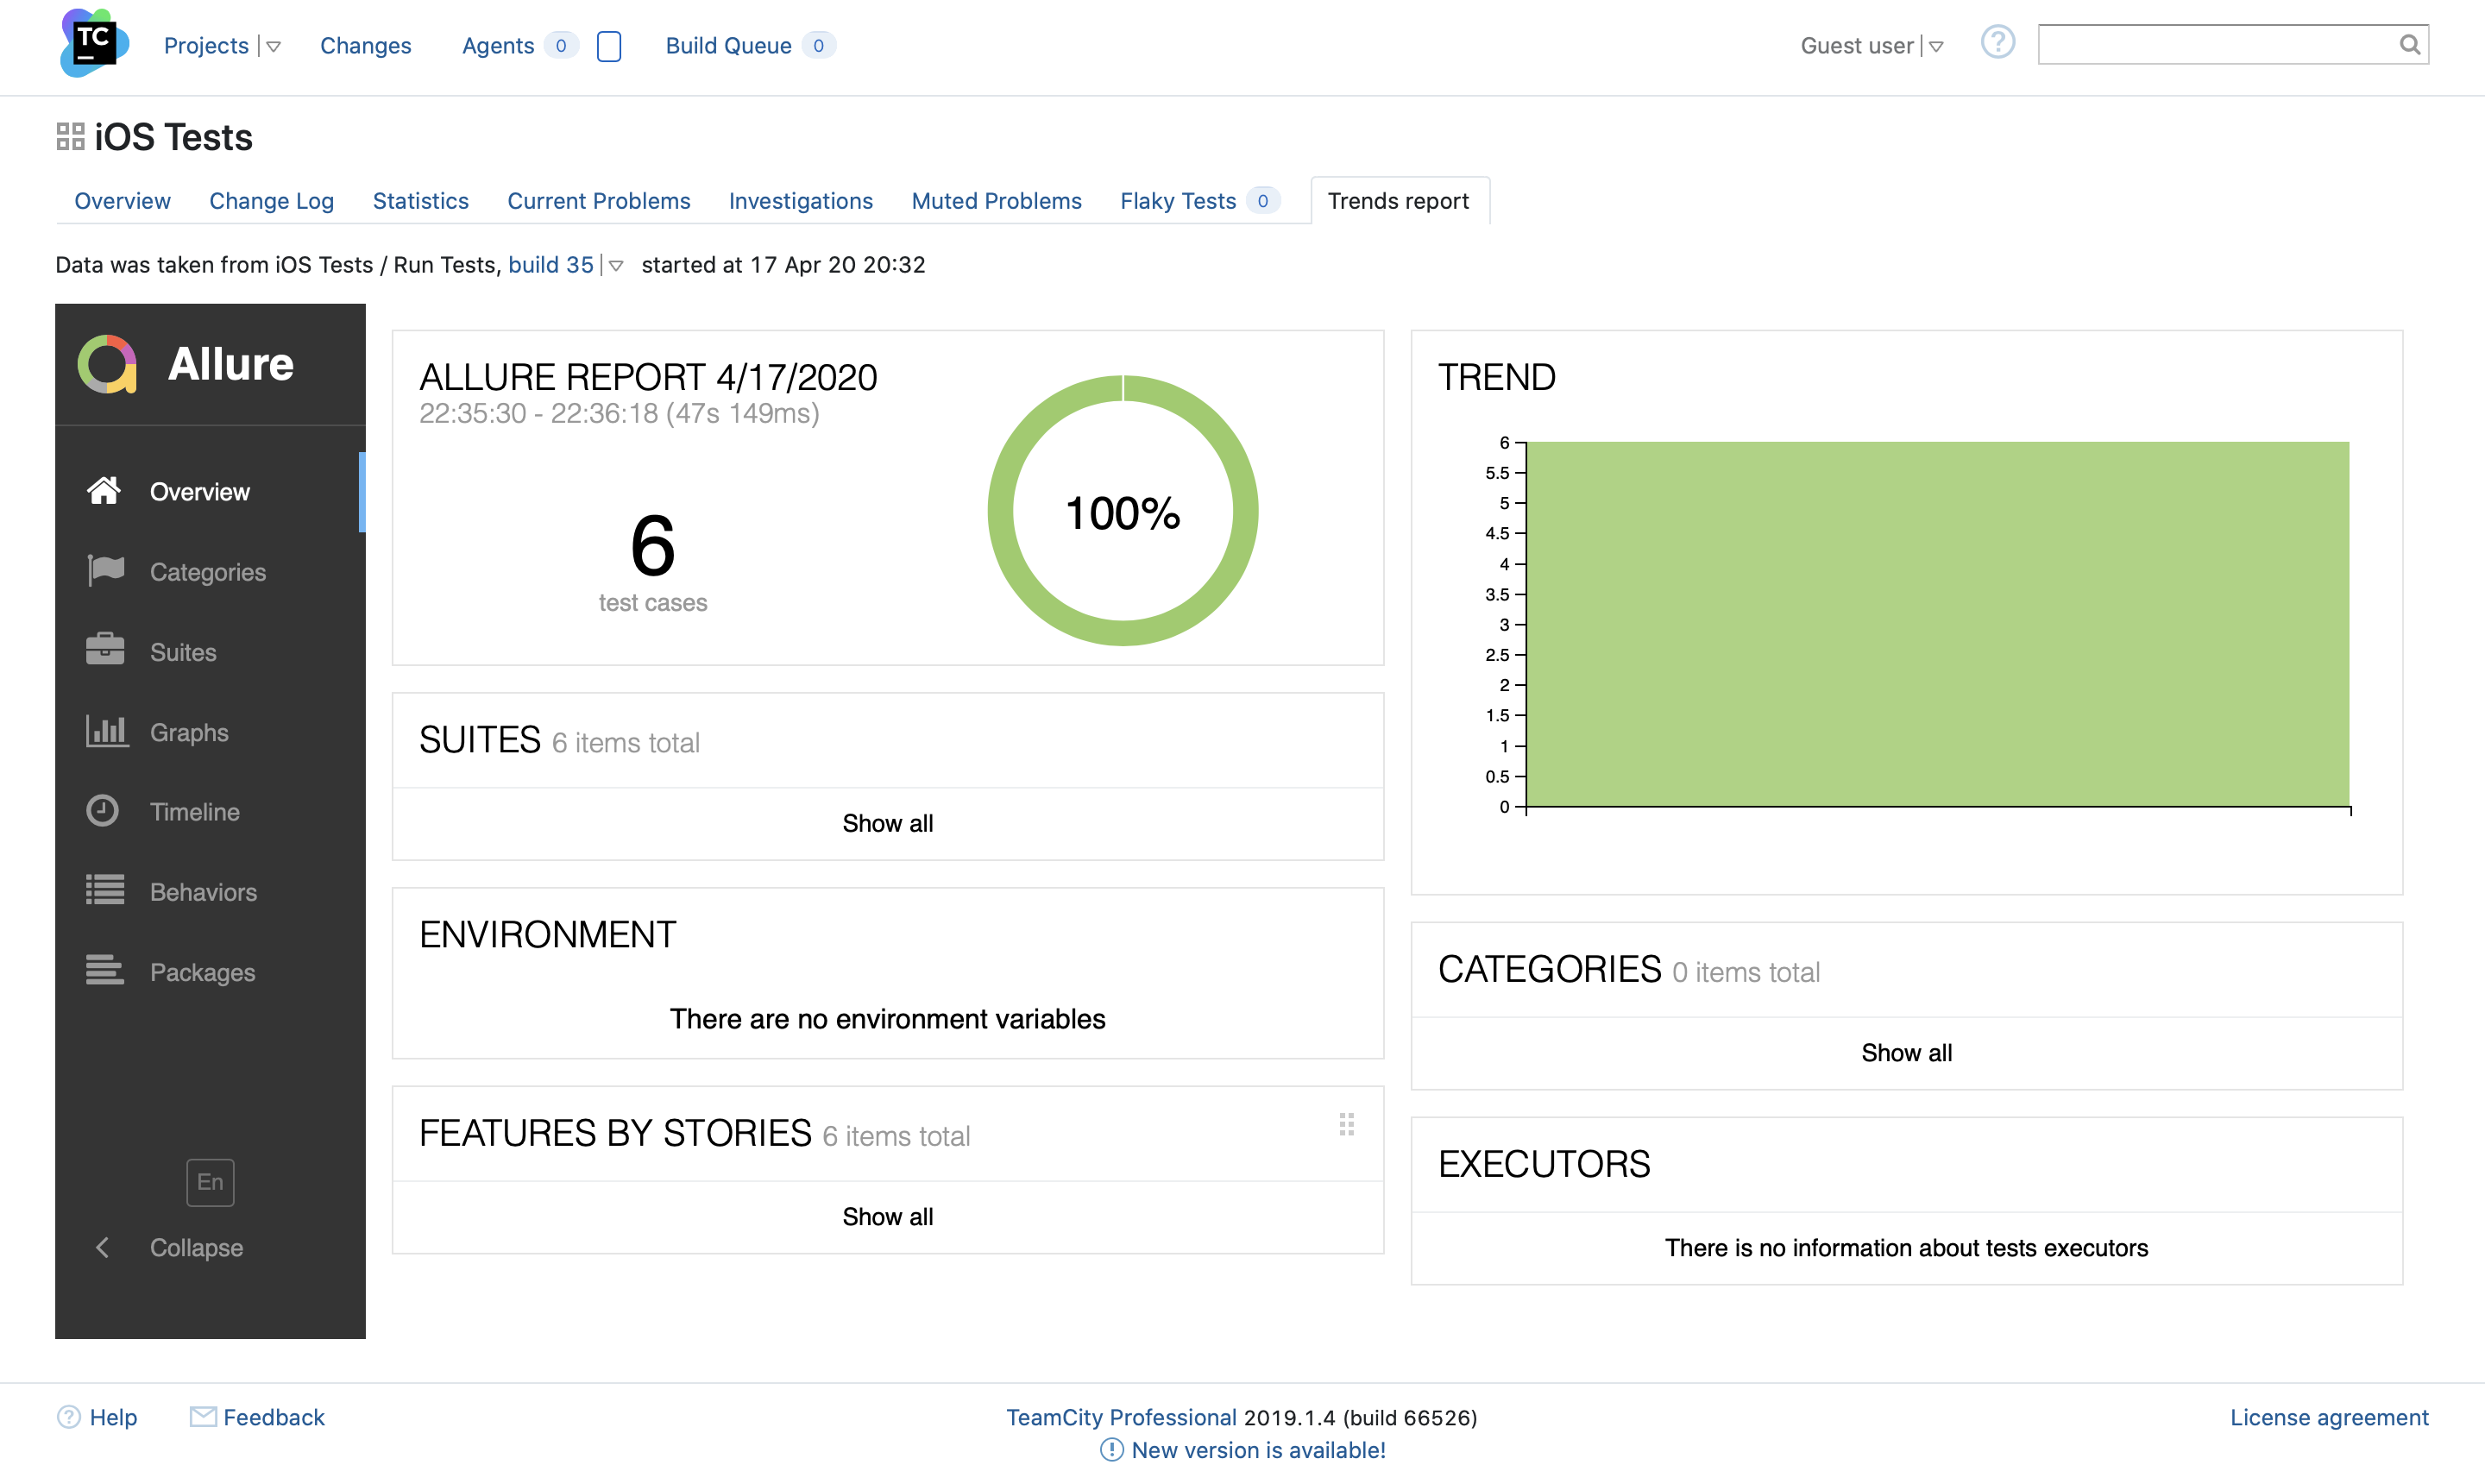 TC
Projects
Changes
Agents 0
Build Queue 0
Guest user
?
iOS Tests
Overview
Change Log
Statistics
Current Problems
Investigations
Muted Problems
Flaky Tests 0
Trends report
Data was taken from iOS Tests / Run Tests, build 35 started at 17 Apr 20 20:32
Allure
Overview
Categories
Suites
Graphs
Timeline
Behaviors
Packages
En
Collapse
ALLURE REPORT 4/17/2020
22:35:30 - 22:36:18 (47s 149ms)
6
test cases
100%
SUITES 6 items total
Show all
ENVIRONMENT
There are no environment variables
FEATURES BY STORIES 6 items total
Show all
TREND
6
5.5
5
4.5
4
3.5
3
2.5
2
1.5
1
0.5
0
CATEGORIES 0 items total
Show all
EXECUTORS
There is no information about tests executors
? Help
Feedback
TeamCity Professional 2019.1.4 (build 66526)
! New version is available!
License agreement